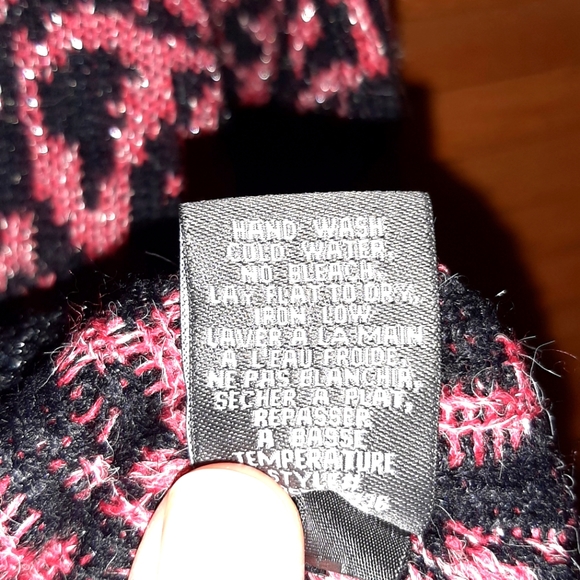 HAND WASH
COLD WATER,
NO BLEACH,
LAY FLAT TO DRY,
IRON LOW
LAVER A LA MAIN
A L'EAU FROIDE.
NE PAS BLANCHIR,
SECHER A PLAT,
REPASSER
A BASSE
TEMPERATURE
STYLE#